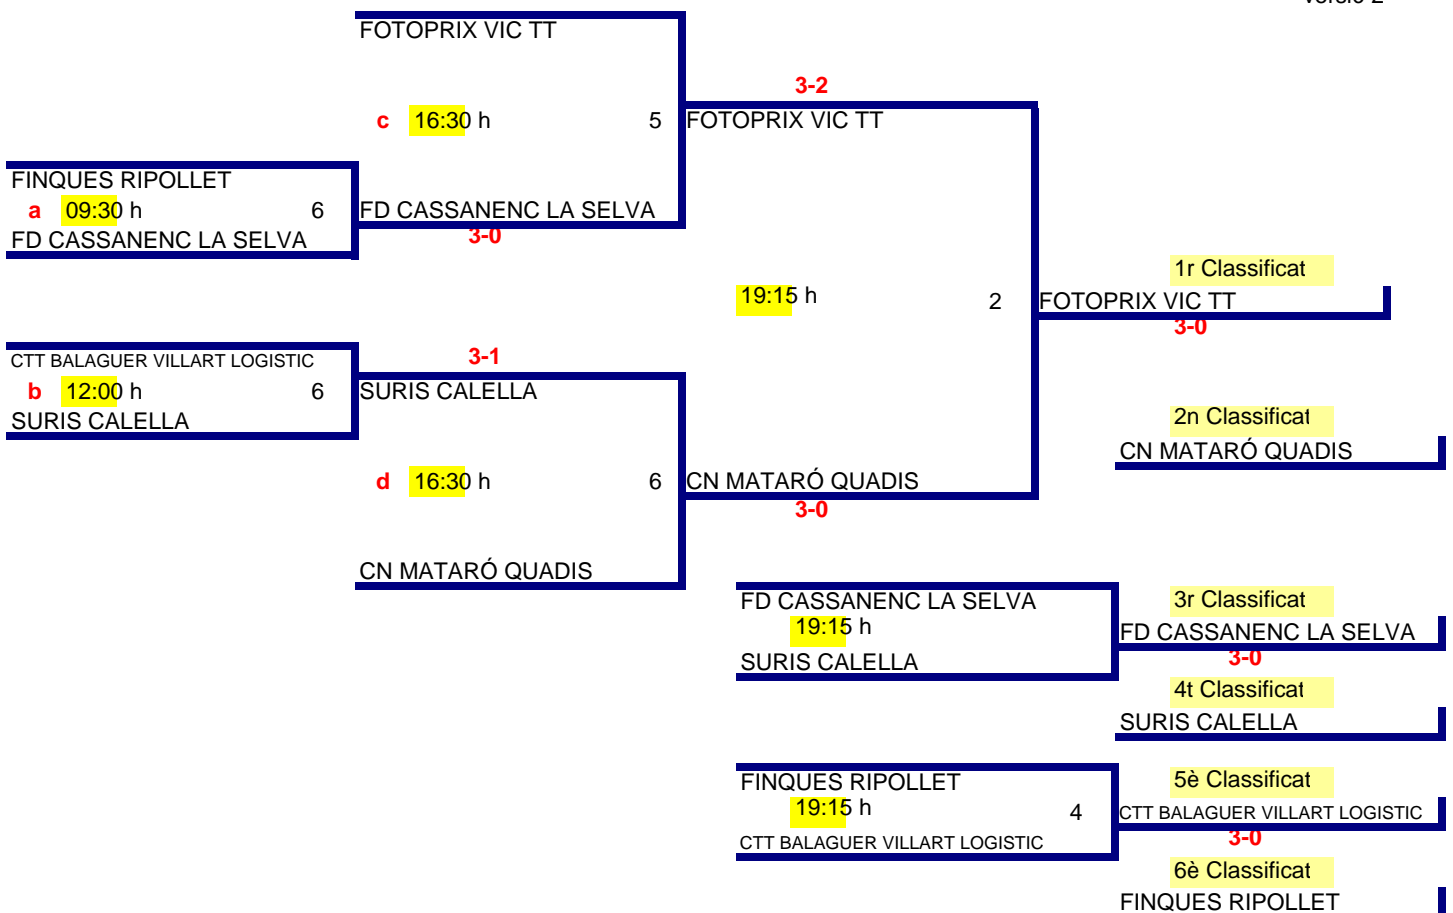 Versió 2
FOTOPRIX VIC TT
3-2
c 16:30 h 5 FOTOPRIX VIC TT
FINQUES RIPOLLET
a 09:30 h 6 FD CASSANENC LA SELVA
FD CASSANENC LA SELVA 3-0
1r Classificat
19:15 h 2 FOTOPRIX VIC TT
3-0
CTT BALAGUER VILLART LOGISTIC 3-1
b 12:00 h 6 SURIS CALELLA
SURIS CALELLA
2n Classificat
CN MATARÓ QUADIS
d 16:30 h 6 CN MATARÓ QUADIS
3-0
CN MATARÓ QUADIS
FD CASSANENC LA SELVA 3r Classificat
19:15 h FD CASSANENC LA SELVA
SURIS CALELLA 3-0
4t Classificat
SURIS CALELLA
FINQUES RIPOLLET 5è Classificat
19:15 h 4 CTT BALAGUER VILLART LOGISTIC
CTT BALAGUER VILLART LOGISTIC 3-0
6è Classificat
FINQUES RIPOLLET